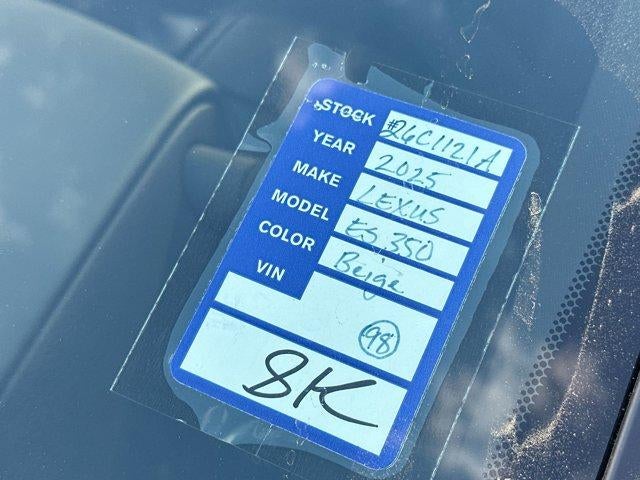 STOCK #26C1121A
YEAR 2025
MAKE LEXUS
MODEL ES 350
COLOR Beige
VIN
98
8K